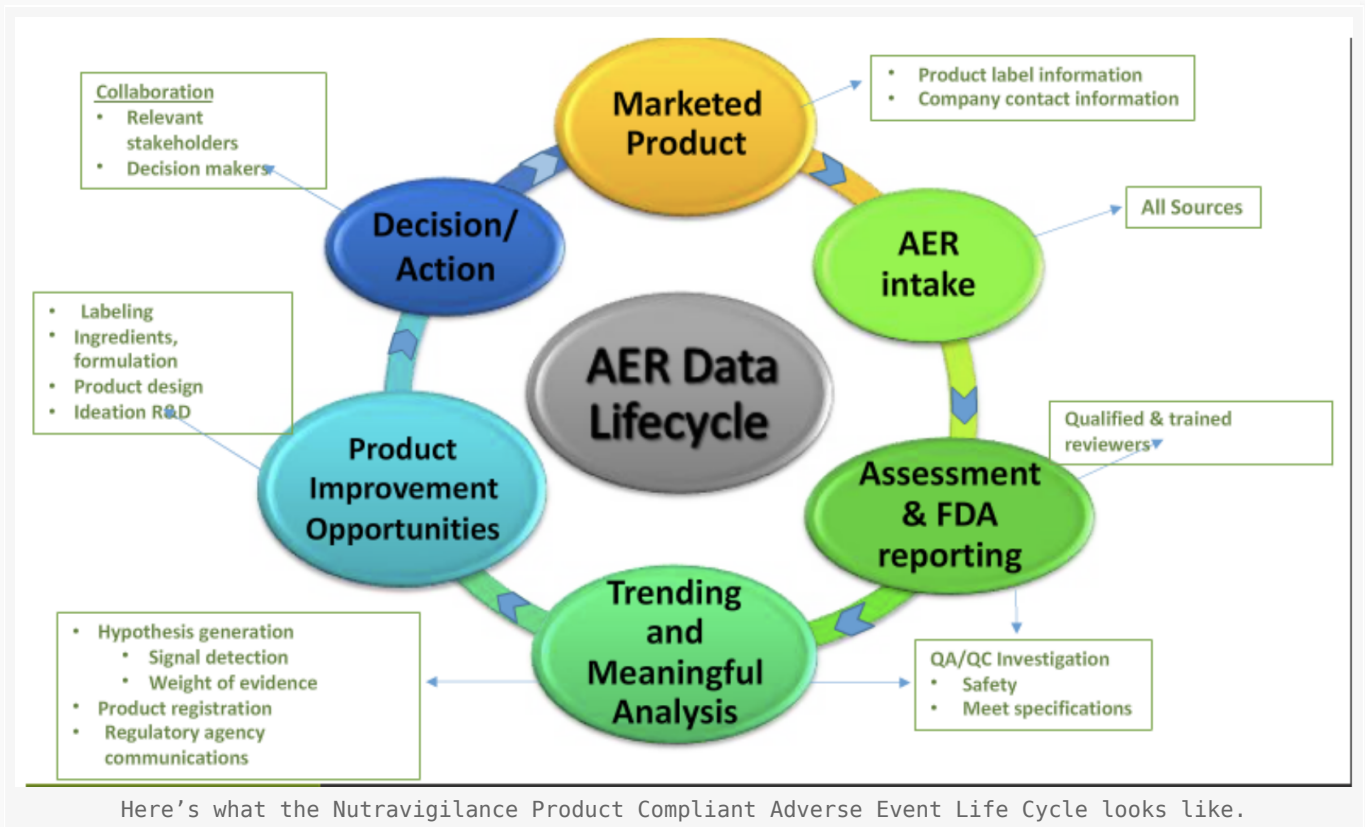 Marketed
Product
• Product label information
• Company contact information
Collaboration
• Relevant
stakeholders
• Decision makers
Decision/
Action
AER
intake
All Sources
• Labeling
• Ingredients,
formulation
• Product design
• Ideation R&D
AER Data
Lifecycle
Qualified & trained
reviewers
Product
Improvement
Opportunities
Assessment
& FDA
reporting
Trending
and
Meaningful
Analysis
• Hypothesis generation
• Signal detection
• Weight of evidence
• Product registration
• Regulatory agency
communications
QA/QC Investigation
• Safety
• Meet specifications
Here’s what the Nutravigilance Product Compliant Adverse Event Life Cycle looks like.